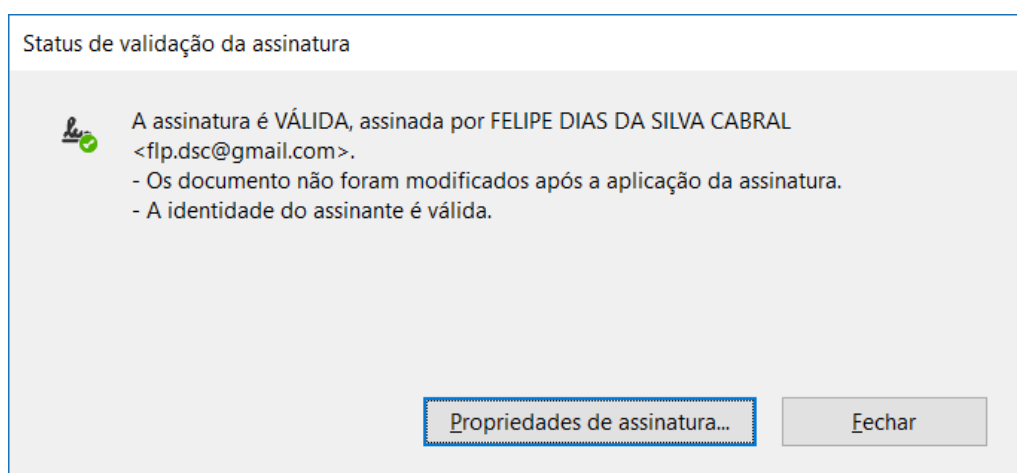 Status de validação da assinatura
A assinatura é VÁLIDA, assinada por FELIPE DIAS DA SILVA CABRAL
<flp.dsc@gmail.com>.
- Os documento não foram modificados após a aplicação da assinatura.
- A identidade do assinante é válida.
Propriedades de assinatura... Fechar